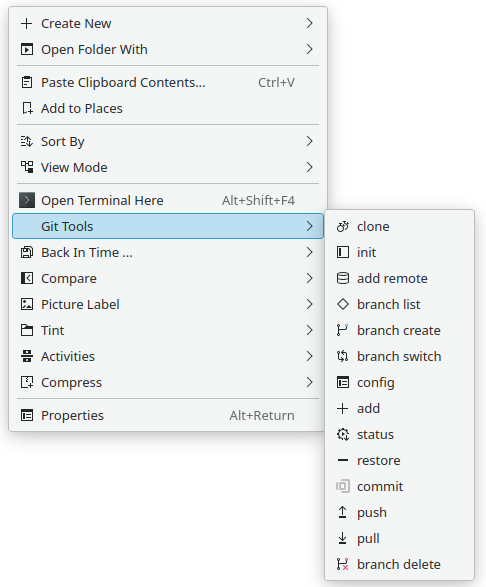 Create New
Open Folder With
Paste Clipboard Contents... Ctrl+V
Add to Places
Sort By
View Mode
Open Terminal Here Alt+Shift+F4
Git Tools
Back In Time ...
Compare
Picture Label
Tint
Activities
Compress
Properties Alt+Return
clone
init
add remote
branch list
branch create
branch switch
config
add
status
restore
commit
push
pull
branch delete